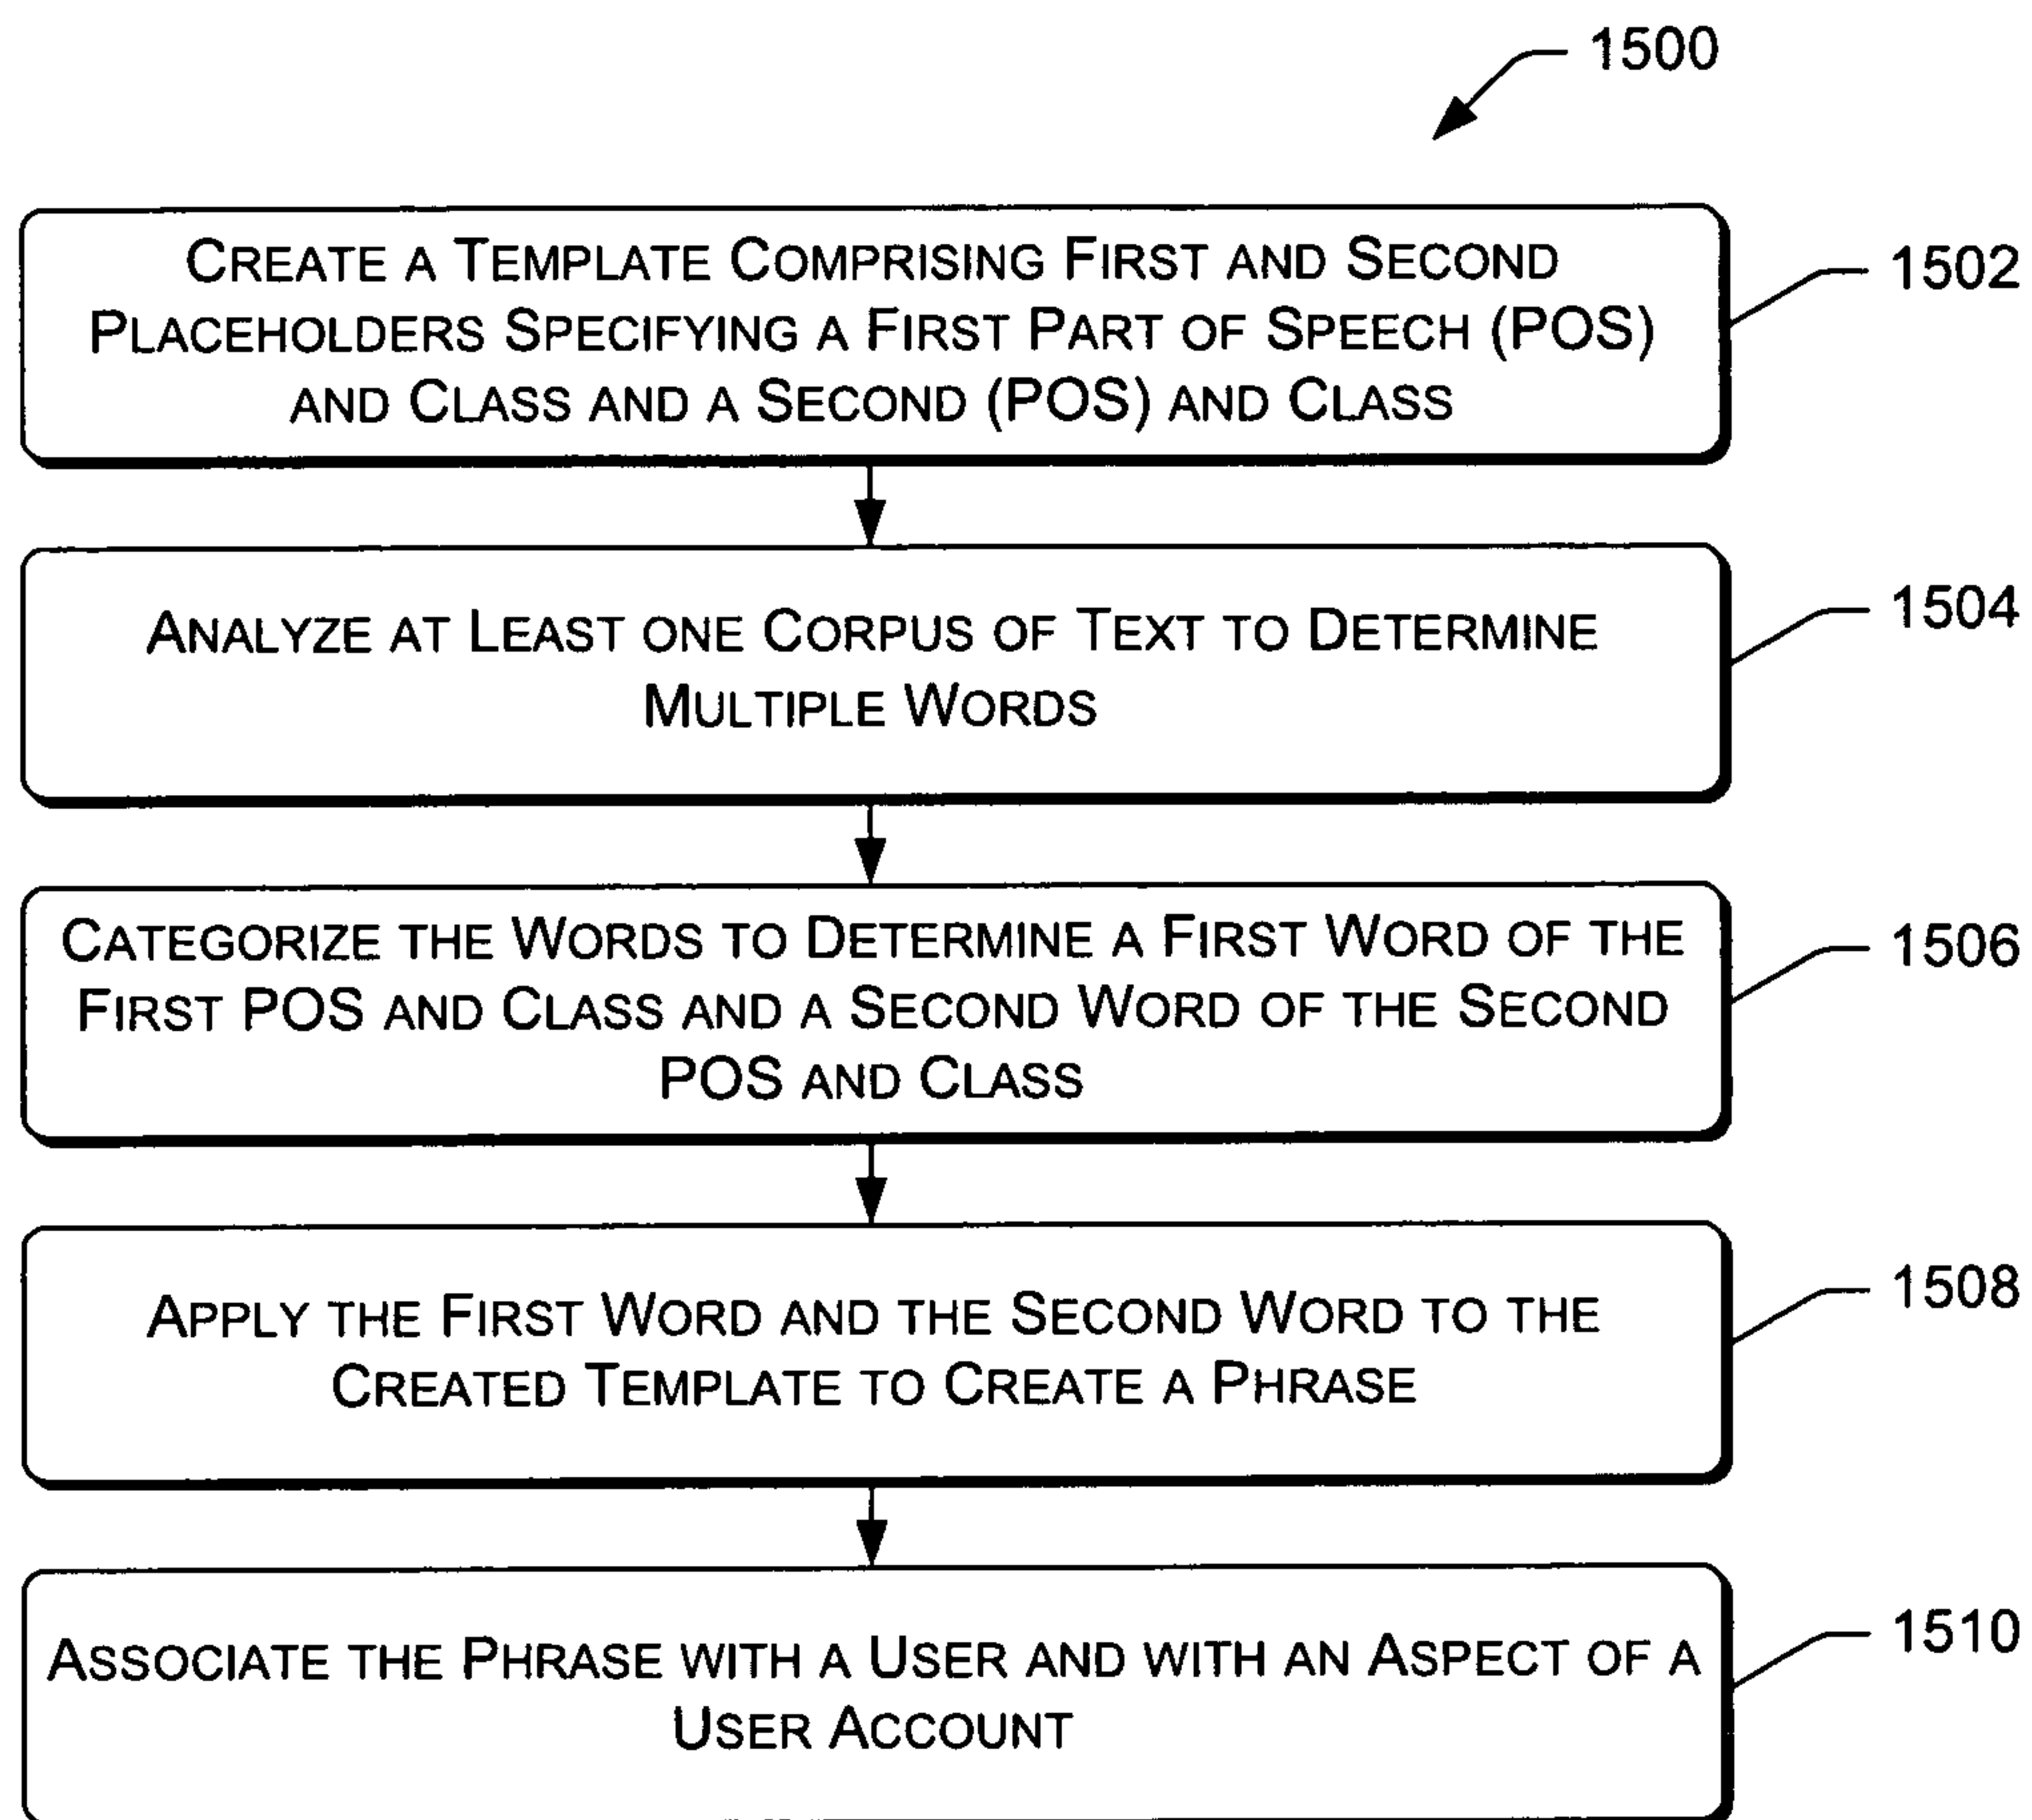 1500
CREATE A TEMPLATE COMPRISING FIRST AND SECOND
PLACEHOLDERS SPECIFYING A FIRST PART OF SPEECH (POS)
AND CLASS AND A SECOND (POS) AND CLASS
1502
ANALYZE AT LEAST ONE CORPUS OF TEXT TO DETERMINE
MULTIPLE WORDS
1504
CATEGORIZE THE WORDS TO DETERMINE A FIRST WORD OF THE
FIRST POS AND CLASS AND A SECOND WORD OF THE SECOND
POS AND CLASS
1506
APPLY THE FIRST WORD AND THE SECOND WORD TO THE
CREATED TEMPLATE TO CREATE A PHRASE
1508
ASSOCIATE THE PHRASE WITH A USER AND WITH AN ASPECT OF A
USER ACCOUNT
1510